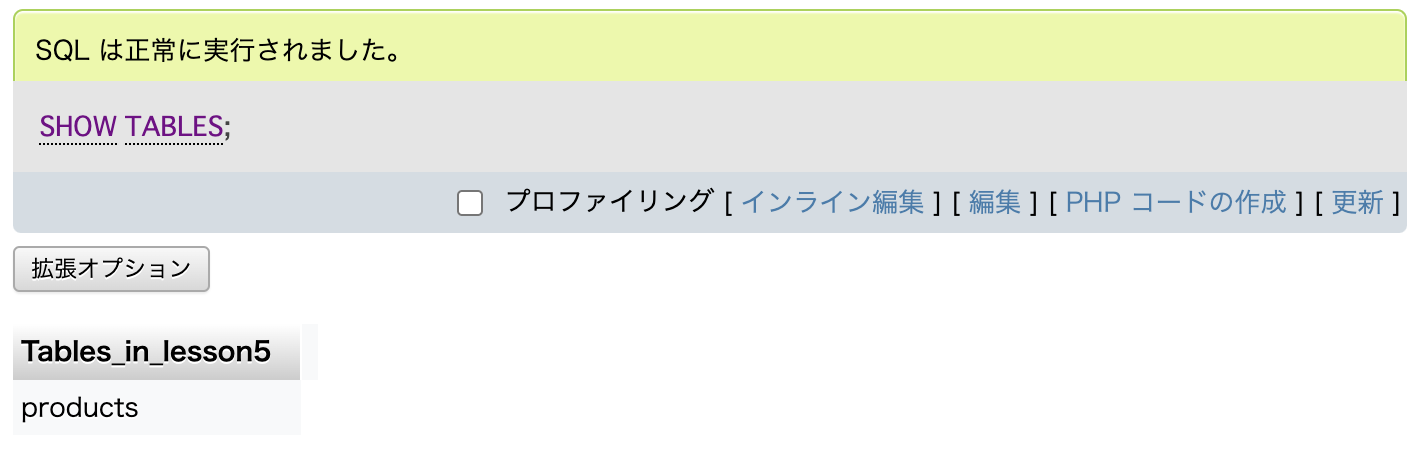 SQL は正常に実行されました。
SHOW TABLES;
プロファイリング [ インライン編集 ] [ 編集 ] [ PHP コードの作成 ] [ 更新 ]
拡張オプション
Tables_in_lesson5
products